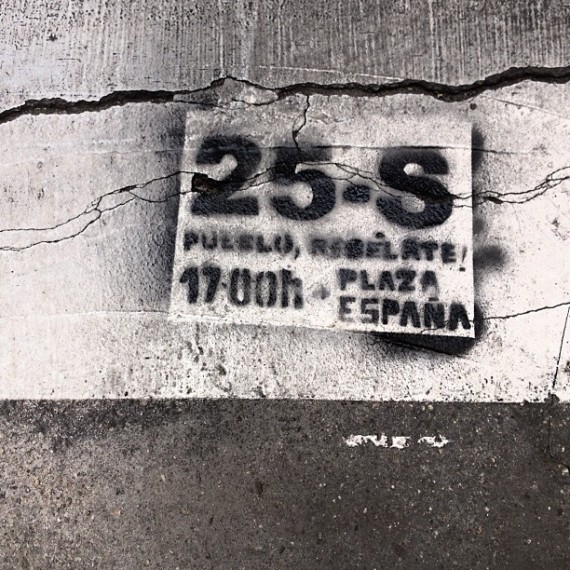 25-S
PUEBLO, REBÉLATE!
17:00h - PLAZA
ESPAÑA